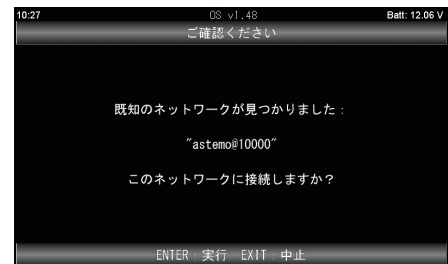 10:27 OS v1.48 Batt: 12.06 V
ご確認ください
既知のネットワークが見つかりました：
"astemo@10000"
このネットワークに接続しますか？
ENTER：実行 EXIT：中止